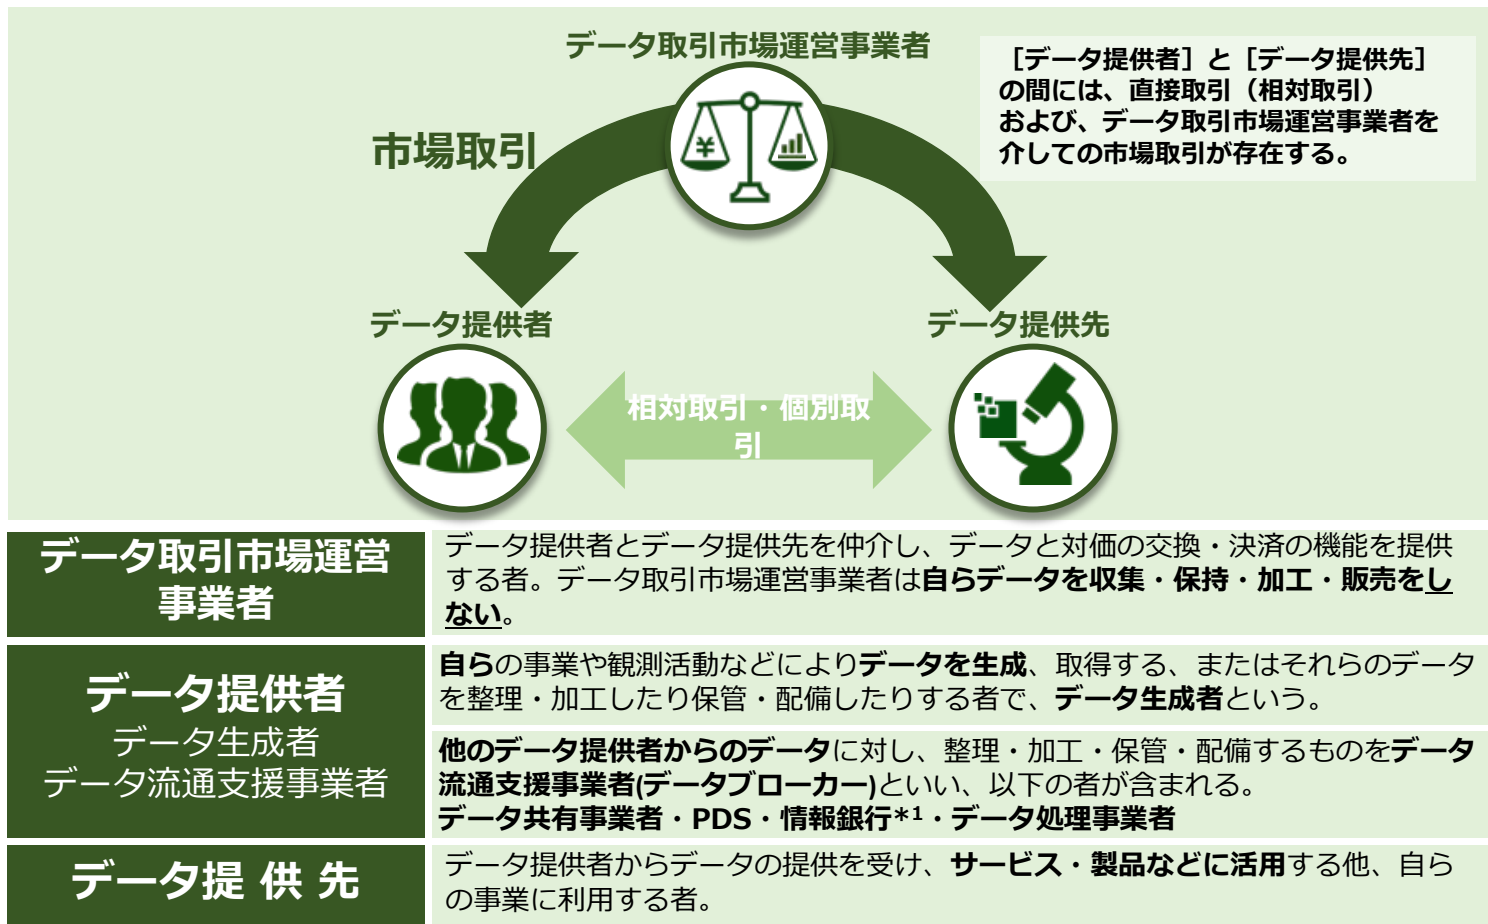 データ取引市場運営事業者
［データ提供者］と［データ提供先］
の間には、直接取引（相対取引）
および、データ取引市場運営事業者を
介しての市場取引が存在する。
市場取引
¥
データ提供者
データ提供先
相対取引・個別取
引
データ取引市場運営
事業者
データ提供者とデータ提供先を仲介し、データと対価の交換・決済の機能を提供
する者。データ取引市場運営事業者は自らデータを収集・保持・加工・販売をし
ない。
データ提供者
データ生成者
データ流通支援事業者
自らの事業や観測活動などによりデータを生成、取得する、またはそれらのデータ
を整理・加工したり保管・配備したりする者で、データ生成者という。
他のデータ提供者からのデータに対し、整理・加工・保管・配備するものをデータ
流通支援事業者(データブローカー)といい、以下の者が含まれる。
データ共有事業者・PDS・情報銀行*1・データ処理事業者
データ提 供 先
データ提供者からデータの提供を受け、サービス・製品などに活用する他、自ら
の事業に利用する者。